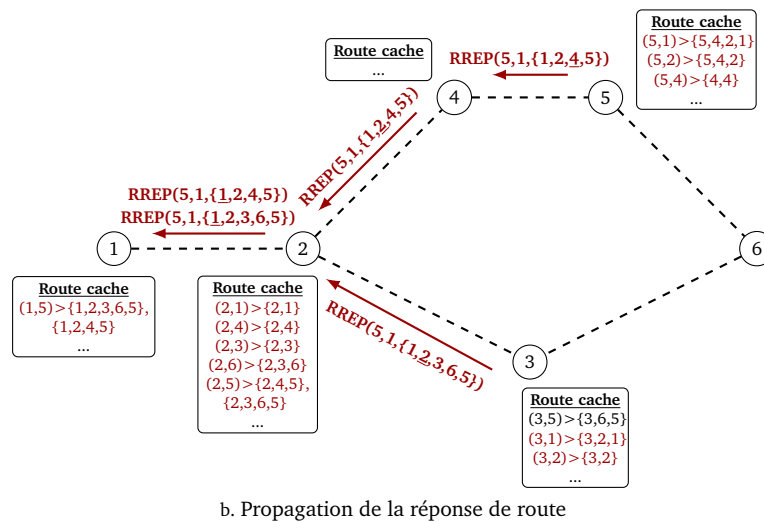 Route cache
(5,1)>{5,4,2,1}
(5,2)>{5,4,2}
(5,4)>{4,4}
...
Route cache
...
RREP(5,1,{1,2,4,5})
4
5
RREP(5,1,{1,2,4,5})
RREP(5,1,{1,2,4,5})
RREP(5,1,{1,2,3,6,5})
1
2
6
Route cache
(1,5)>{1,2,3,6,5},
{1,2,4,5}
...
Route cache
(2,1)>{2,1}
(2,4)>{2,4}
(2,3)>{2,3}
(2,6)>{2,3,6}
(2,5)>{2,4,5},
{2,3,6,5}
...
RREP(5,1,{1,2,3,6,5})
3
Route cache
(3,5)>{3,6,5}
(3,1)>{3,2,1}
(3,2)>{3,2}
...
b. Propagation de la réponse de route